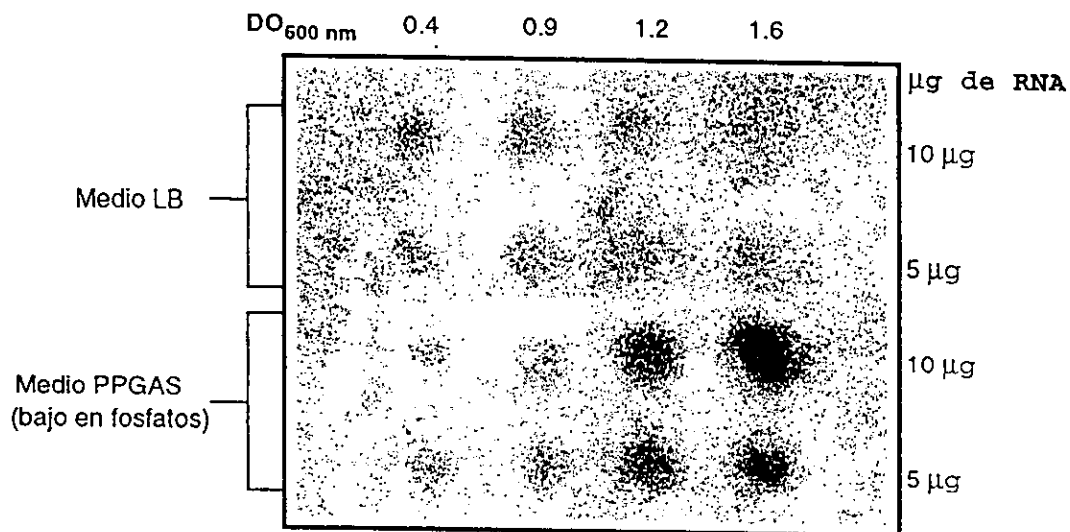 DO600 nm 0.4 0.9 1.2 1.6
µg de RNA
10 µg
Medio LB
5 µg
10 µg
Medio PPGAS
(bajo en fosfatos)
5 µg